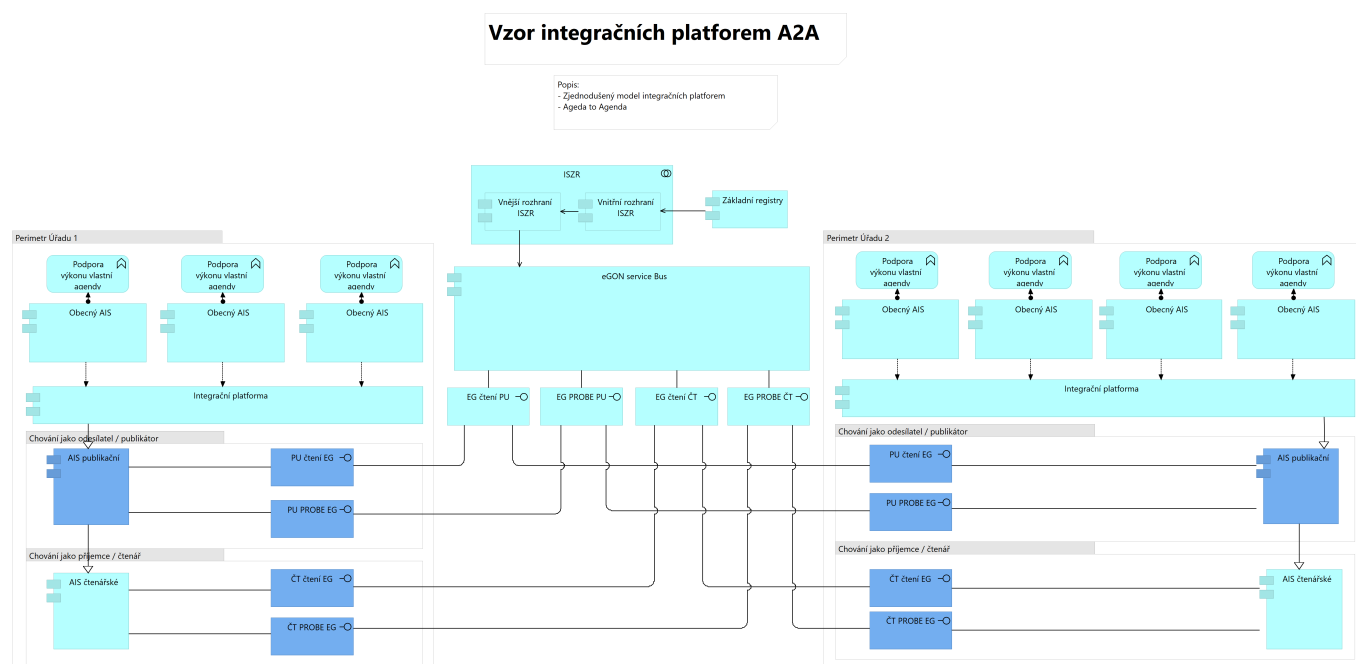 Vzor integračních platforem A2A
Popis:
- Zjednodušený model integračních platforem
- Ageda to Agenda
ISZR
Vnější rozhraní
ISZR
Vnitřní rozhraní
ISZR
Základní registry
eGON service Bus
EG čtení PU
EG PROBE PU
EG čtení ČT
EG PROBE ČT
Perimetr Úřadu 1
Podpora
výkonu vlastní
agendy
Podpora
výkonu vlastní
agendy
Podpora
výkonu vlastní
agendy
Obecný AIS
Obecný AIS
Obecný AIS
Integrační platforma
Chování jako odesílatel / publikátor
AIS publikační
PU čtení EG
PU PROBE EG
Chování jako příjemce / čtenář
AIS čtenářské
ČT čtení EG
ČT PROBE EG
Perimetr Úřadu 2
Podpora
výkonu vlastní
agendy
Podpora
výkonu vlastní
agendy
Podpora
výkonu vlastní
agendy
Podpora
výkonu vlastní
agendy
Obecný AIS
Obecný AIS
Obecný AIS
Obecný AIS
Integrační platforma
Chování jako odesílatel / publikátor
PU čtení EG
AIS publikační
PU PROBE EG
Chování jako příjemce / čtenář
ČT čtení EG
AIS čtenářské
ČT PROBE EG